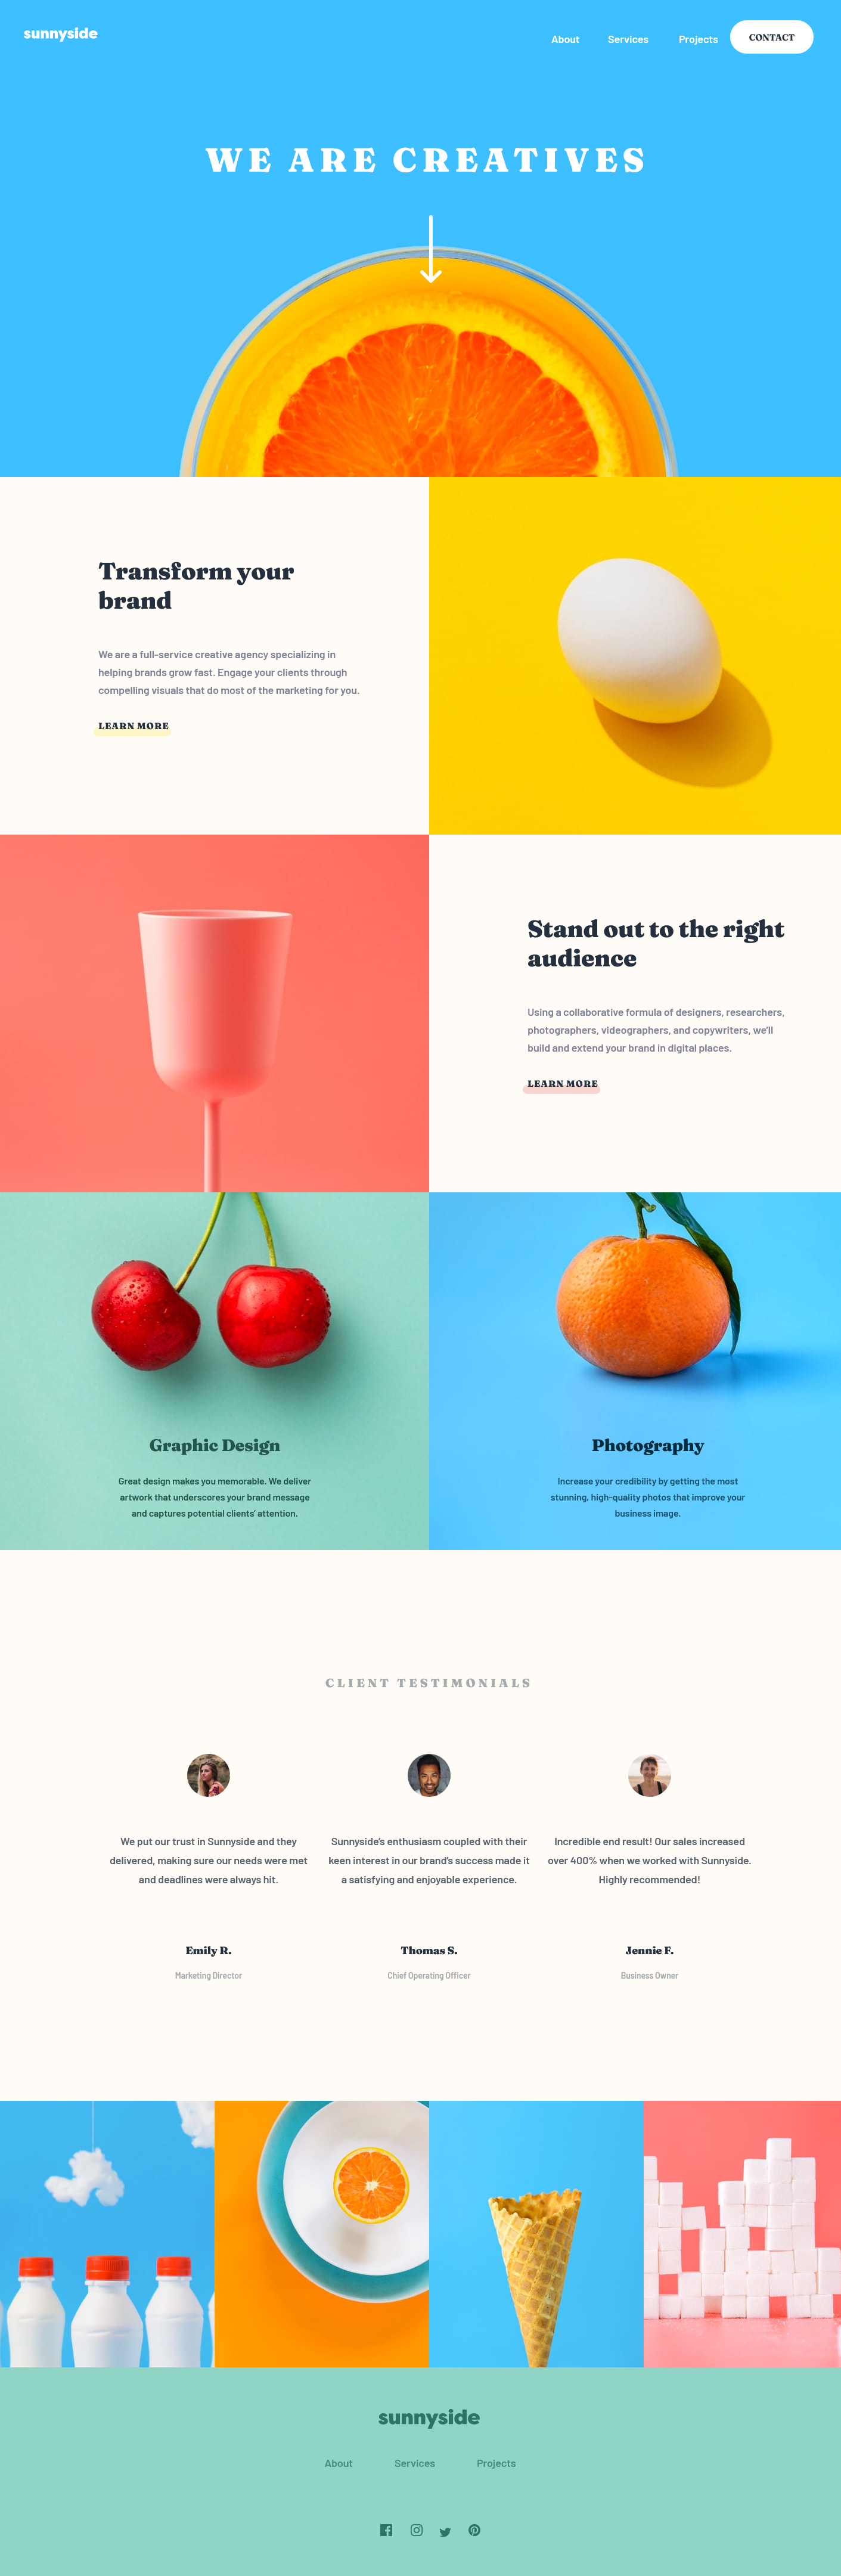 sunnyside
About Services Projects CONTACT
WE ARE CREATIVES
Transform your
brand
We are a full-service creative agency specializing in
helping brands grow fast. Engage your clients through
compelling visuals that do most of the marketing for you.
LEARN MORE
Stand out to the right
audience
Using a collaborative formula of designers, researchers,
photographers, videographers, and copywriters, we'll
build and extend your brand in digital places.
LEARN MORE
Graphic Design
Great design makes you memorable. We deliver
artwork that underscores your brand message
and captures potential clients' attention.
Photography
Increase your credibility by getting the most
stunning, high-quality photos that improve your
business image.
CLIENT TESTIMONIALS
We put our trust in Sunnyside and they
delivered, making sure our needs were met
and deadlines were always hit.
Emily R.
Marketing Director
Sunnyside's enthusiasm coupled with their
keen interest in our brand's success made it
a satisfying and enjoyable experience.
Thomas S.
Chief Operating Officer
Incredible end result! Our sales increased
over 400% when we worked with Sunnyside.
Highly recommended!
Jennie F.
Business Owner
sunnyside
About Services Projects